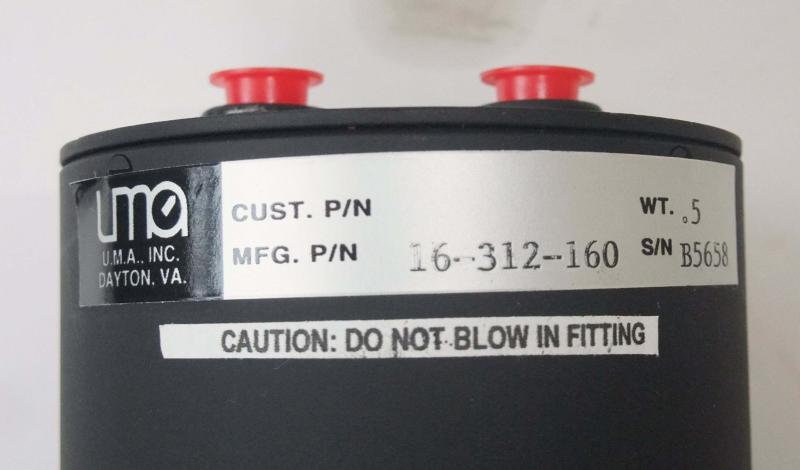 uma
U.M.A., INC.
DAYTON, VA.
CUST. P/N
MFG. P/N 16-312-160
WT. .5
S/N B5658
CAUTION: DO NOT BLOW IN FITTING